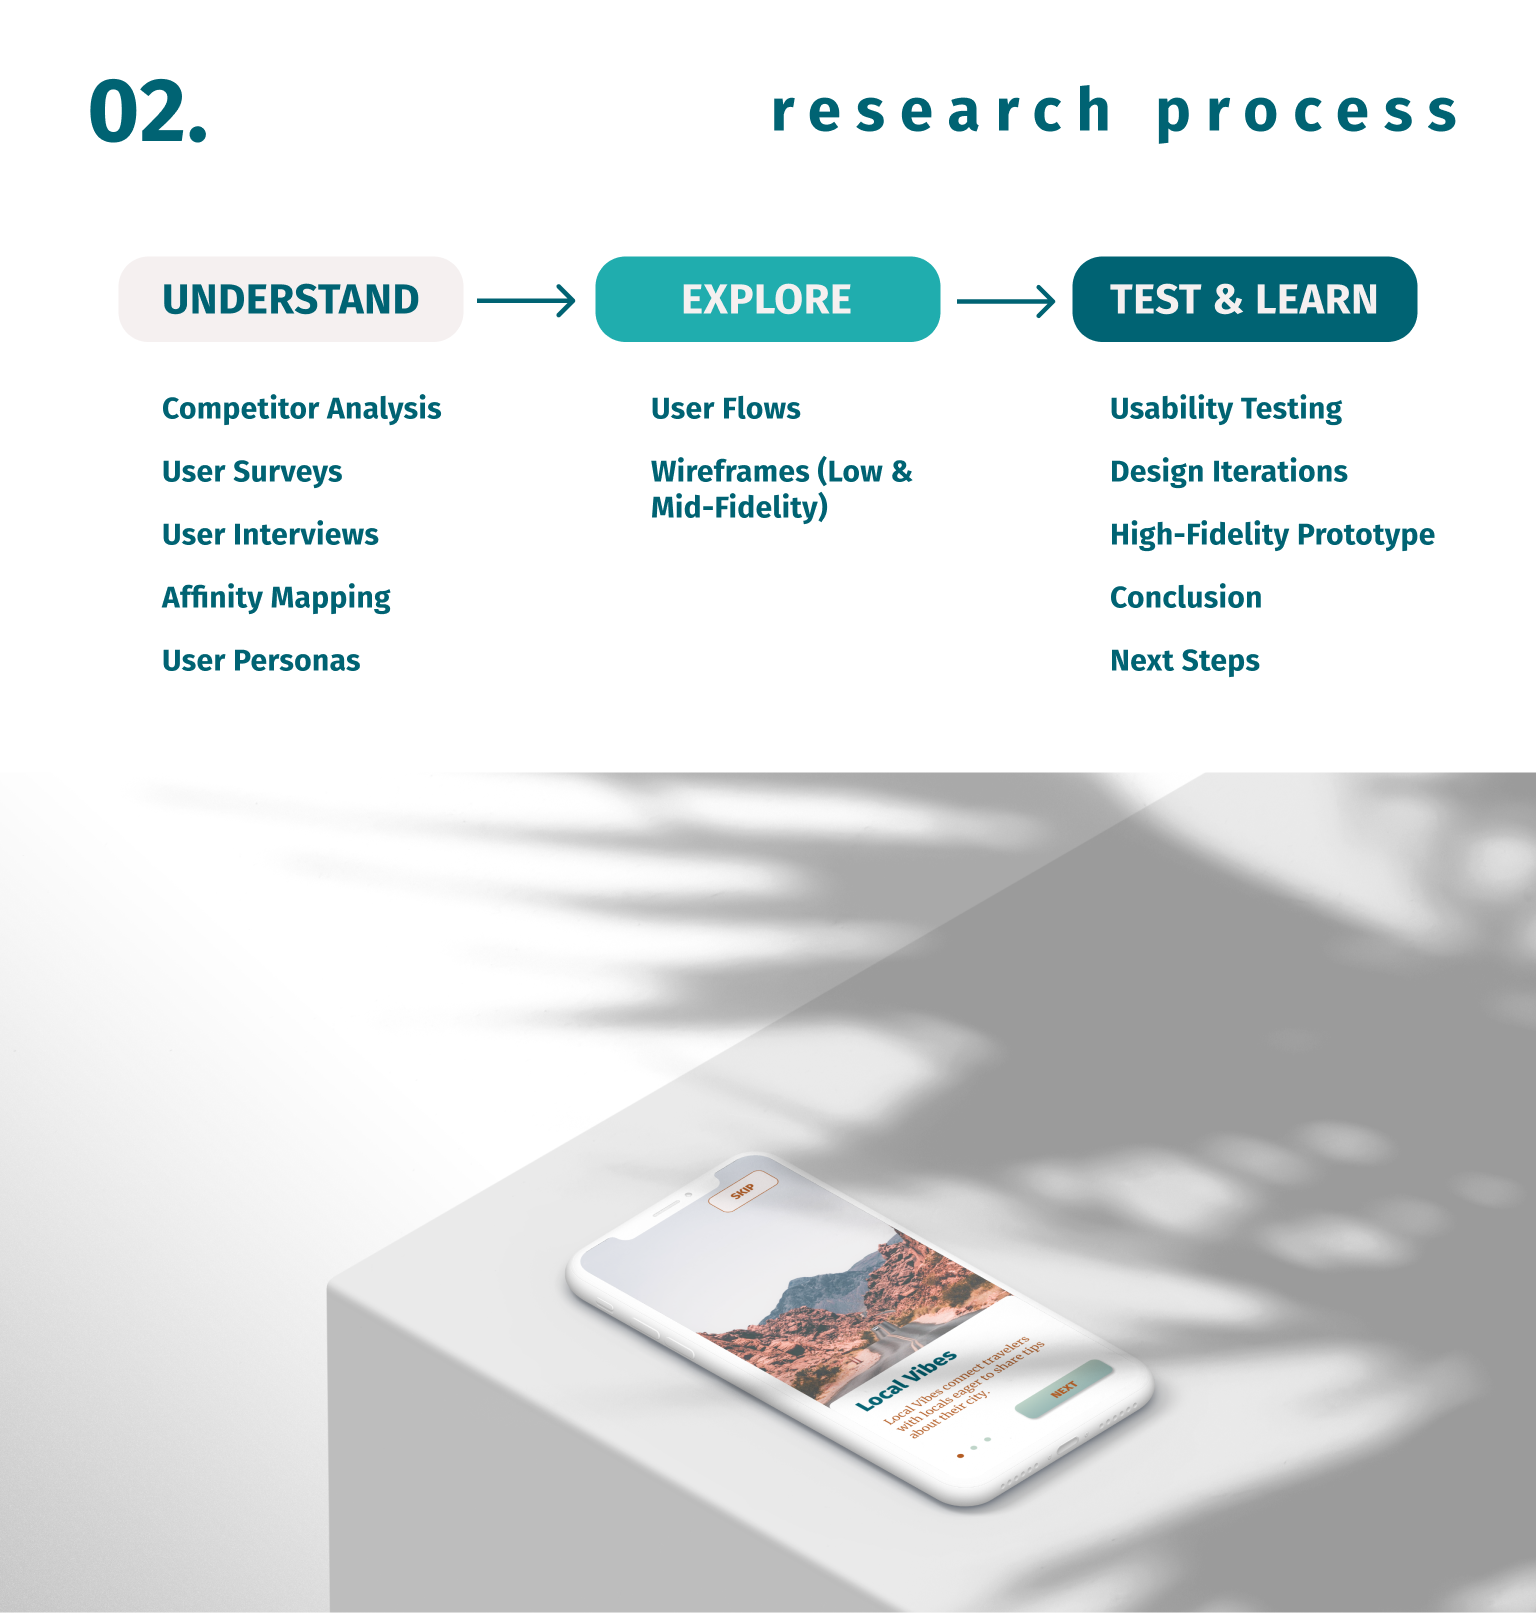 02.
research process
UNDERSTAND
EXPLORE
TEST & LEARN
Competitor Analysis
User Surveys
User Interviews
Affinity Mapping
User Personas
User Flows
Wireframes (Low &
Mid-Fidelity)
Usability Testing
Design Iterations
High-Fidelity Prototype
Conclusion
Next Steps
SKIP
Local Vibes
Local Vibes connect travelers
with locals eager to share tips
about their city.
NEXT